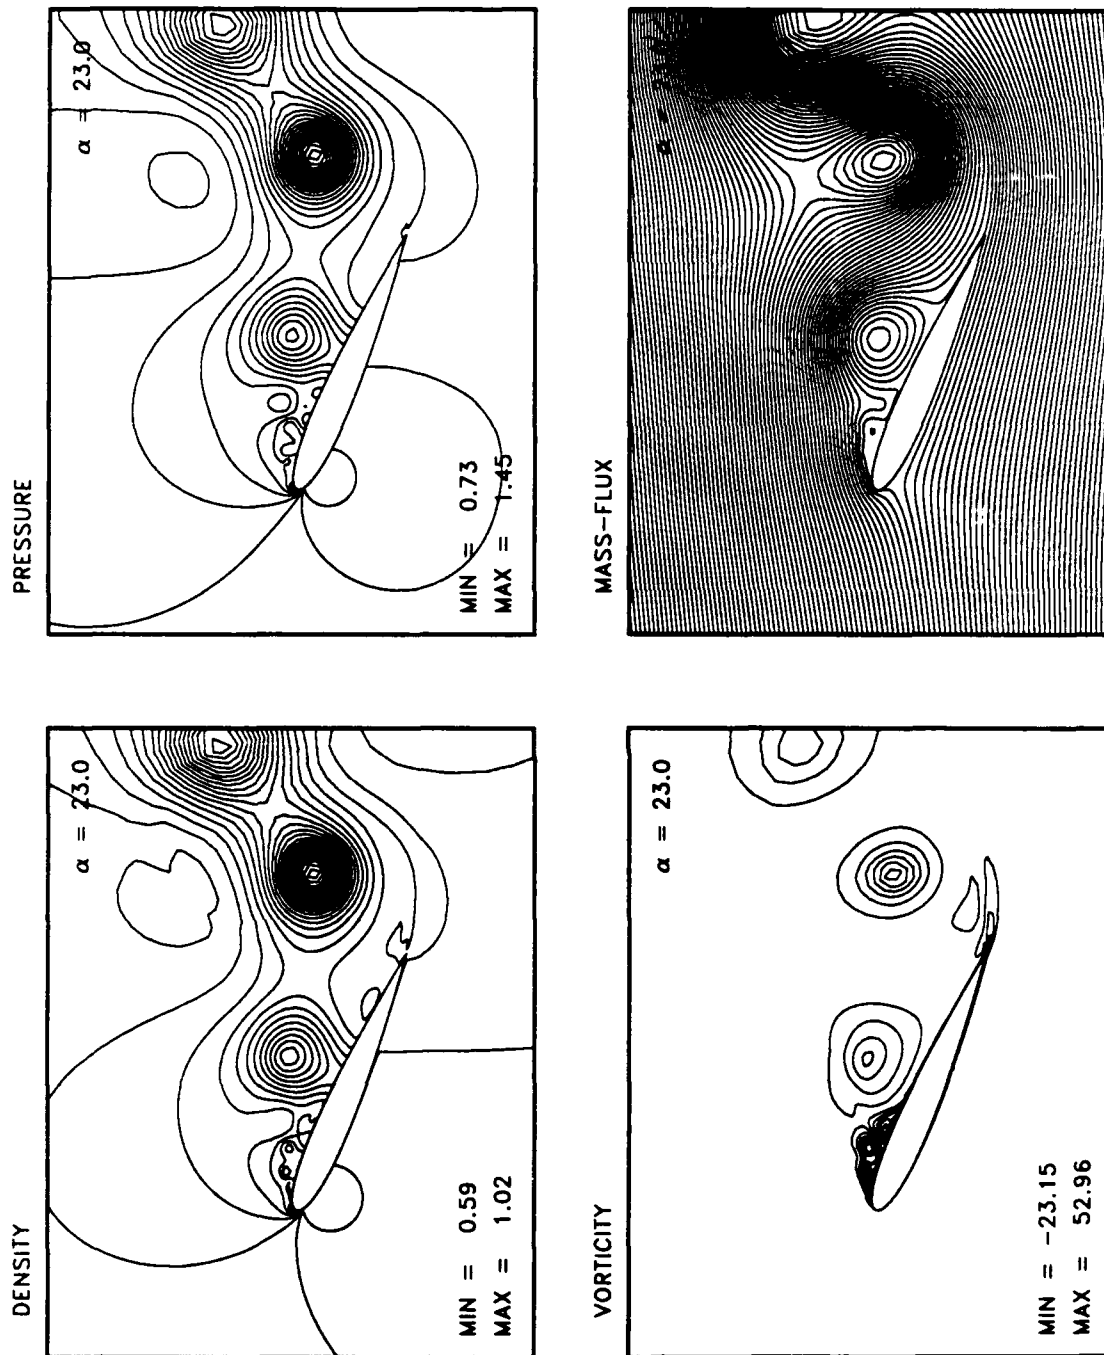 DENSITY
α = 23.0
MIN = 0.59
MAX = 1.02
PRESSURE
α = 23.0
MIN = 0.73
MAX = 1.45
VORTICITY
α = 23.0
MIN = -23.15
MAX = 52.96
MASS-FLUX
α =